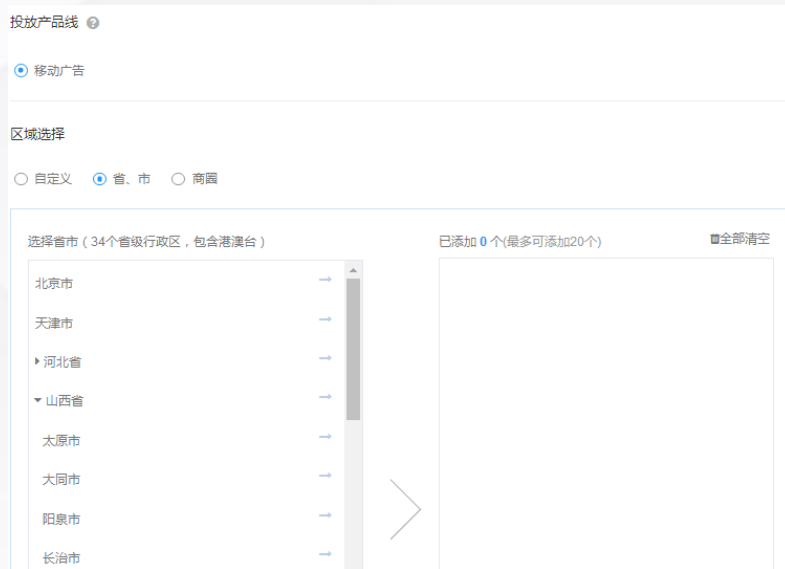 投放产品线
移动广告
区域选择
自定义 省、市 商圈
选择省市（34个省级行政区，包含港澳台） 已添加 0 个(最多可添加20个) 全部清空
北京市
天津市
河北省
山西省
太原市
大同市
阳泉市
长治市